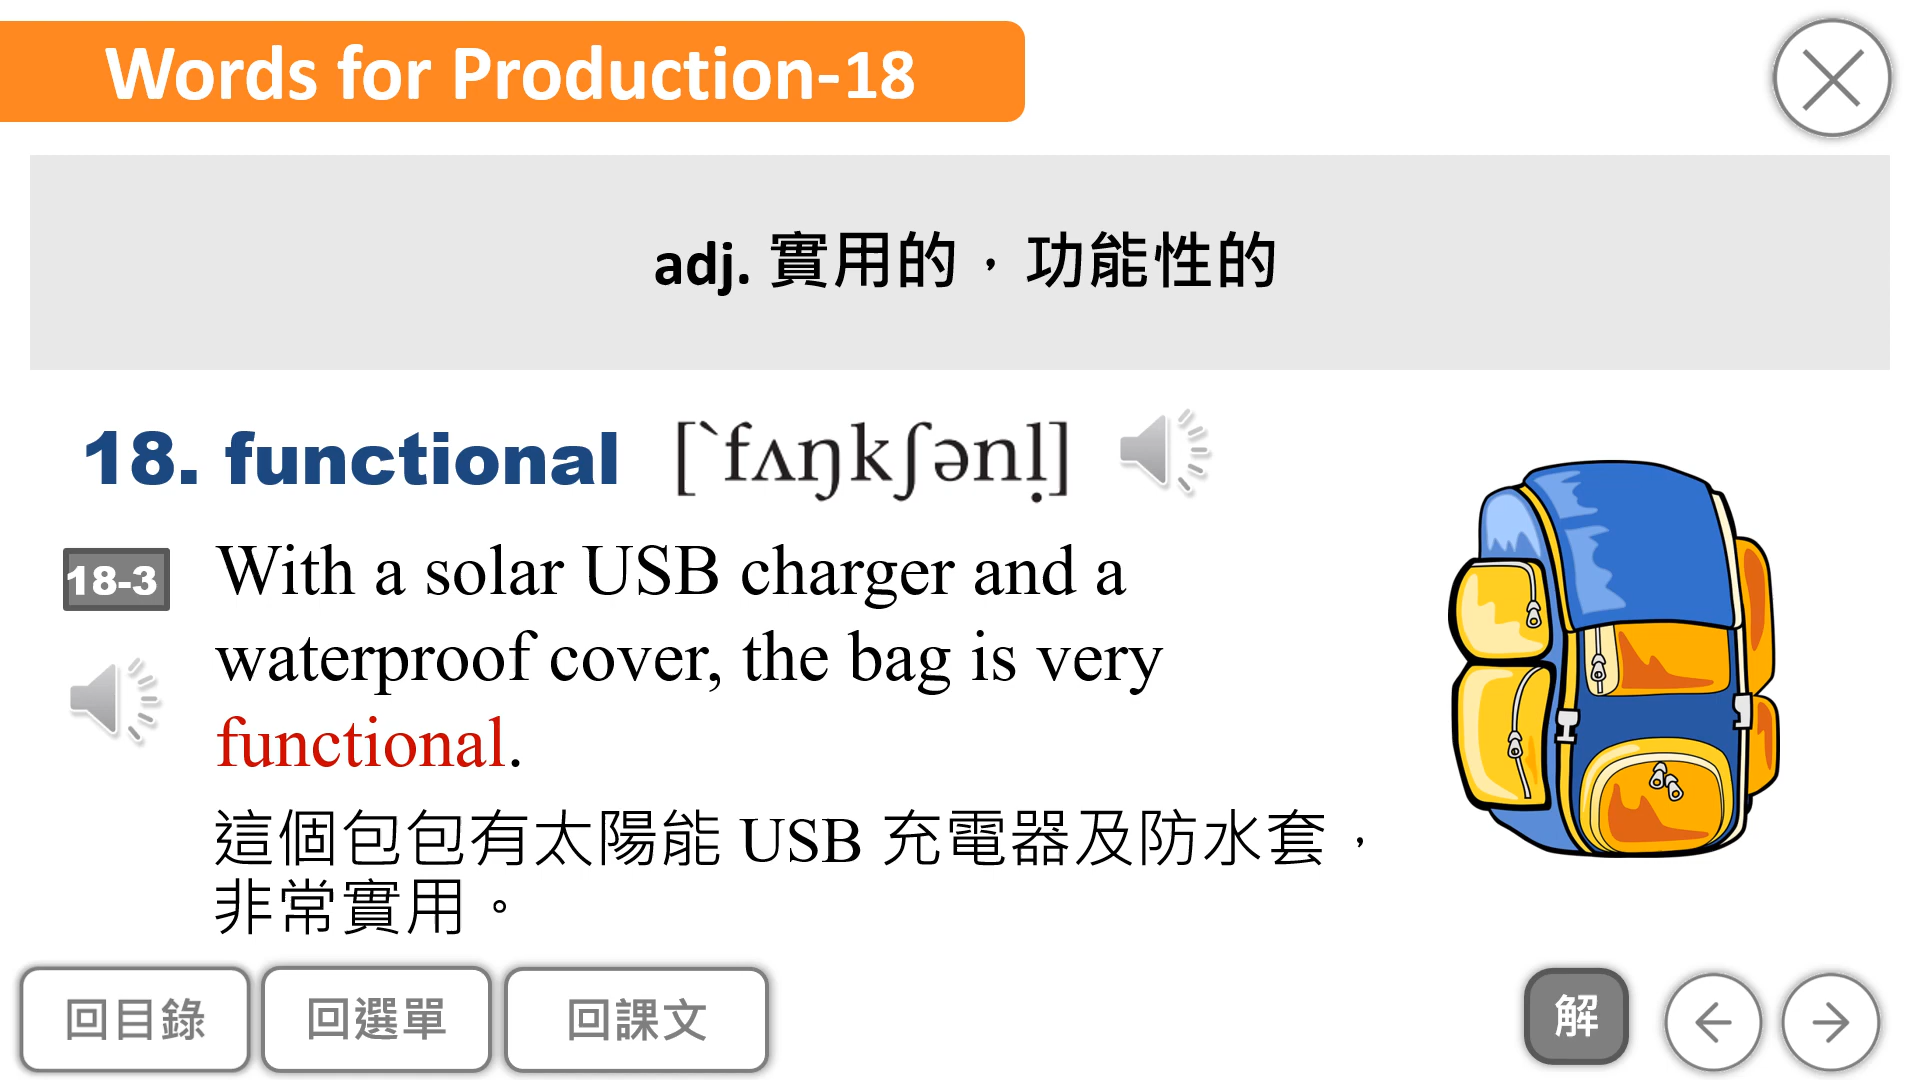 Words for Production-18
adj. 實用的，功能性的
18. functional [ˋfʌŋkʃənḷ]
18-3
With a solar USB charger and a
waterproof cover, the bag is very
functional.
這個包包有太陽能 USB 充電器及防水套，
非常實用。
回目錄
回選單
回課文
解